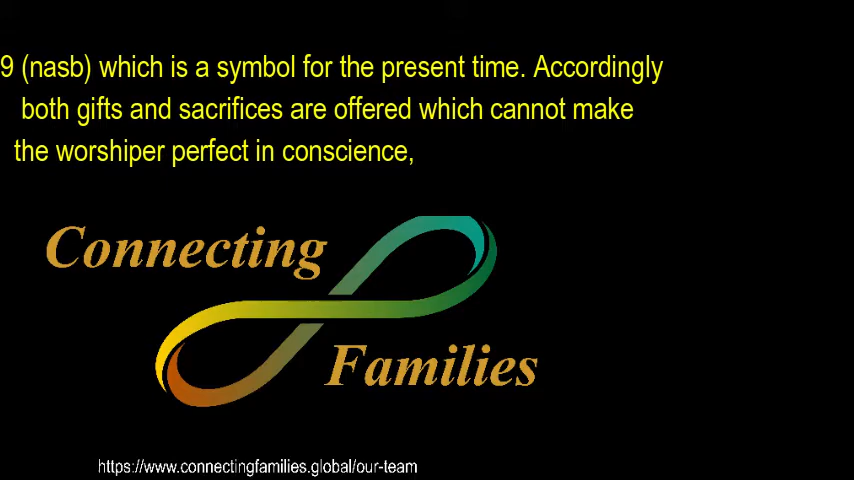 9 (nasb) which is a symbol for the present time. Accordingly
both gifts and sacrifices are offered which cannot make
the worshiper perfect in conscience,
Connecting
Families
https://www.connectingfamilies.global/our-team